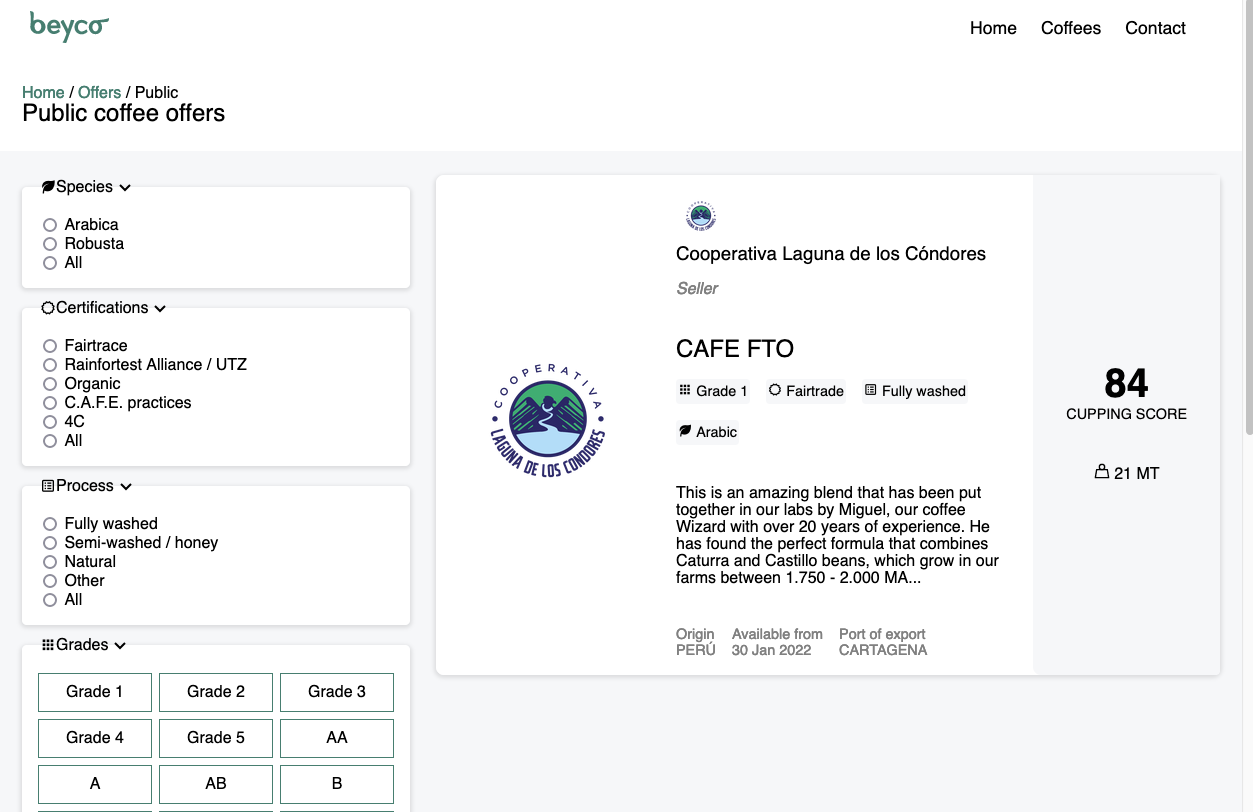 beyco
Home Coffees Contact
Home / Offers / Public
Public coffee offers
Species
Arabica
Robusta
All
Certifications
Fairtrace
Rainfortest Alliance / UTZ
Organic
C.A.F.E. practices
4C
All
Process
Fully washed
Semi-washed / honey
Natural
Other
All
Grades
Grade 1 Grade 2 Grade 3
Grade 4 Grade 5 AA
A AB B
COOPERATIVA
LAGUNA DE LOS CONDORES
COOPERATIVA
LAGUNA DE LOS CONDORES
Cooperativa Laguna de los Cóndores
Seller
CAFE FTO
Grade 1 Fairtrade Fully washed
Arabic
This is an amazing blend that has been put
together in our labs by Miguel, our coffee
Wizard with over 20 years of experience. He
has found the perfect formula that combines
Caturra and Castillo beans, which grow in our
farms between 1.750 - 2.000 MA...
Origin Available from Port of export
PERÚ 30 Jan 2022 CARTAGENA
84
CUPPING SCORE
21 MT